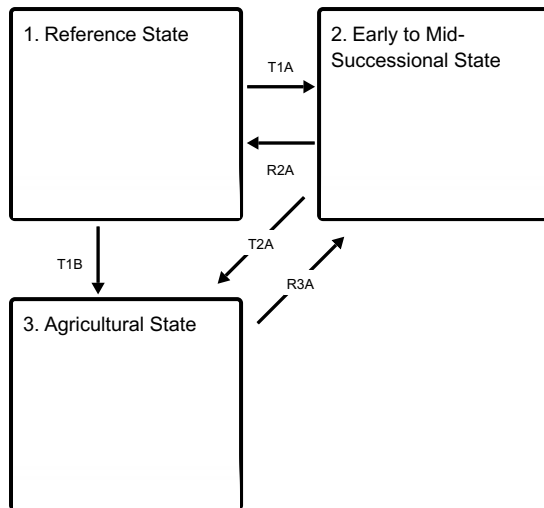 1. Reference State
2. Early to Mid-
Successional State
T1A
R2A
T2A
T1B
R3A
3. Agricultural State